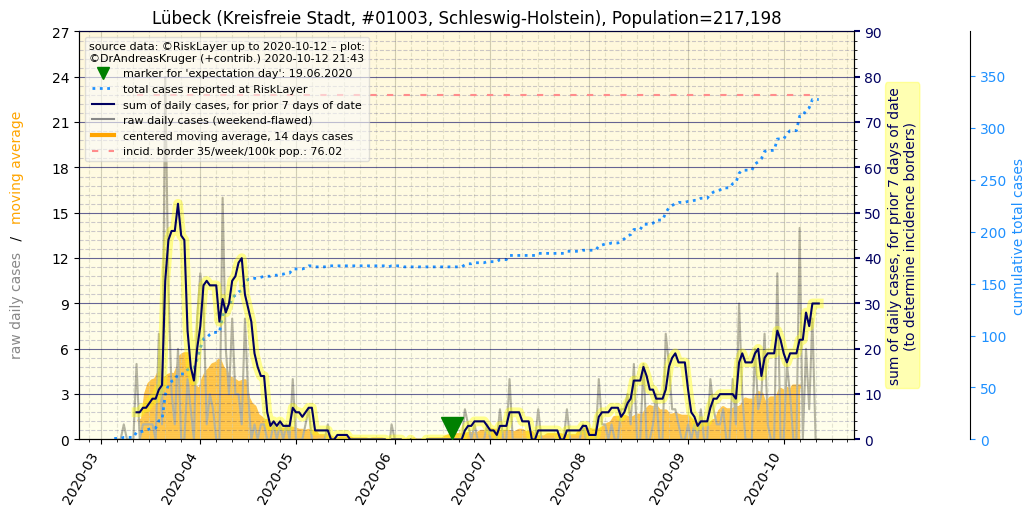 Lübeck (Kreisfreie Stadt, #01003, Schleswig-Holstein), Population=217,198
source data: ©RiskLayer up to 2020-10-12 – plot:
©DrAndreasKruger (+contrib.) 2020-10-12 21:43
marker for 'expectation day': 19.06.2020
total cases reported at RiskLayer
sum of daily cases, for prior 7 days of date
raw daily cases (weekend-flawed)
centered moving average, 14 days cases
incid. border 35/week/100k pop.: 76.02
raw daily cases / moving average
27
24
21
18
15
12
9
6
3
0
90
80
70
60
50
40
30
20
10
0
sum of daily cases, for prior 7 days of date
(to determine, incidence borders)
350
300
250
200
150
100
50
0
cumulative total cases
2020-03
2020-04
2020-05
2020-06
2020-07
2020-08
2020-09
2020-10